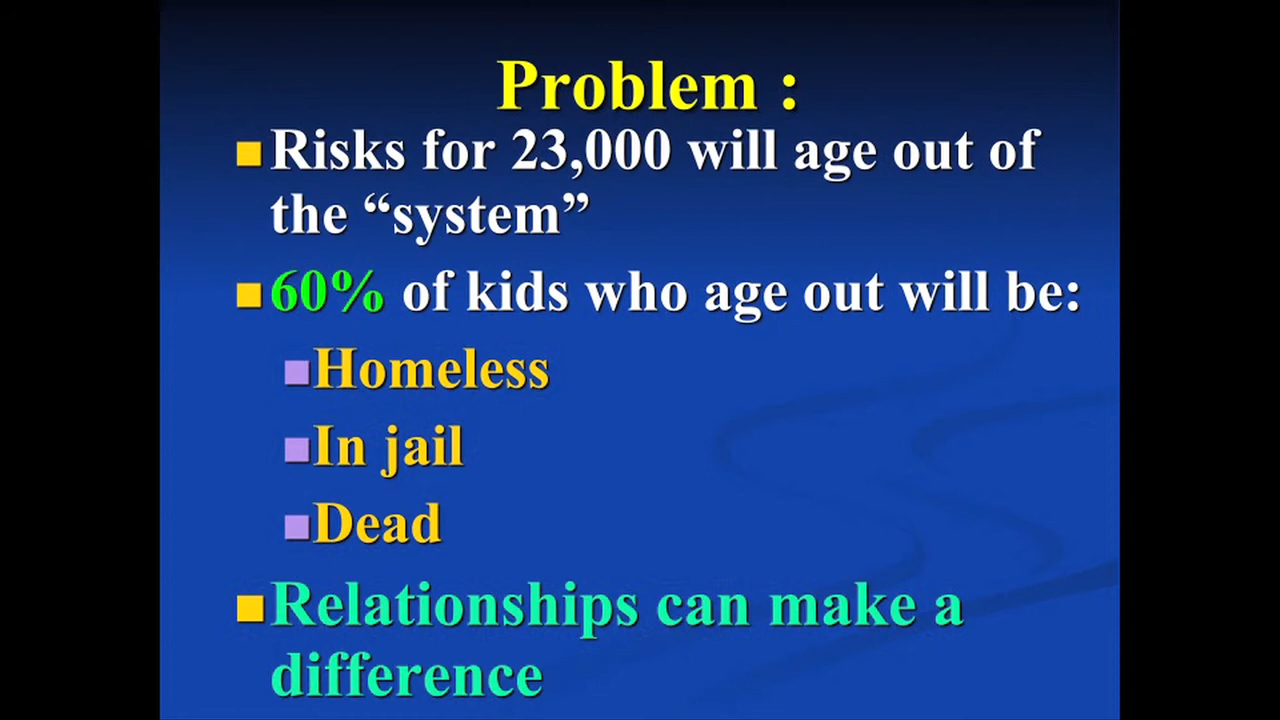 Problem :
Risks for 23,000 will age out of
the “system”
60% of kids who age out will be:
Homeless
In jail
Dead
Relationships can make a
difference